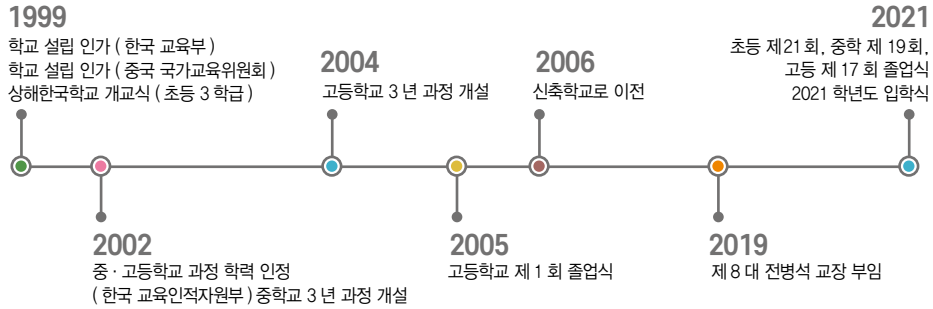 1999
학교 설립 인가 ( 한국 교육부 )
학교 설립 인가 ( 중국 국가교육위원회 )
상해한국학교 개교식 ( 초등 3 학급 )
2004
고등학교 3 년 과정 개설
2006
신축학교로 이전
2021
초등 제21회, 중학 제 19회,
고등 제 17 회 졸업식
2021 학년도 입학식
2002
중 · 고등학교 과정 학력 인정
( 한국 교육인적자원부 ) 중학교 3 년 과정 개설
2005
고등학교 제 1 회 졸업식
2019
제 8 대 전병석 교장 부임